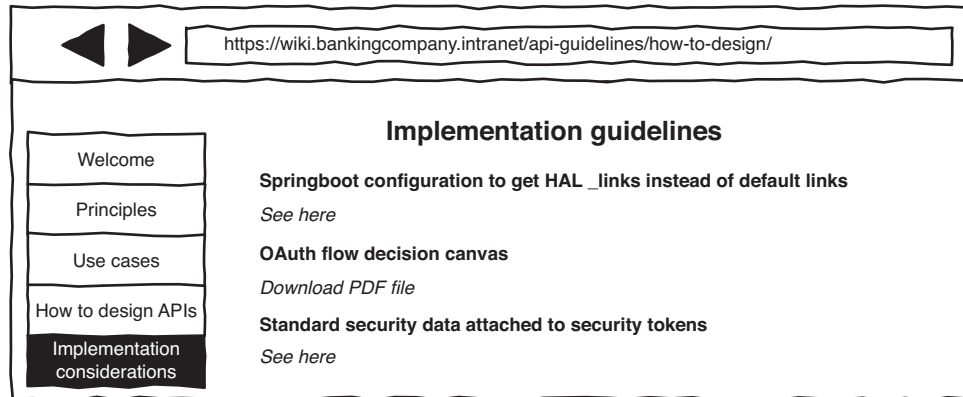 https://wiki.bankingcompany.intranet/api-guidelines/how-to-design/
Welcome
Principles
Use cases
How to design APIs
Implementation
considerations
Implementation guidelines
Springboot configuration to get HAL _links instead of default links
See here
OAuth flow decision canvas
Download PDF file
Standard security data attached to security tokens
See here